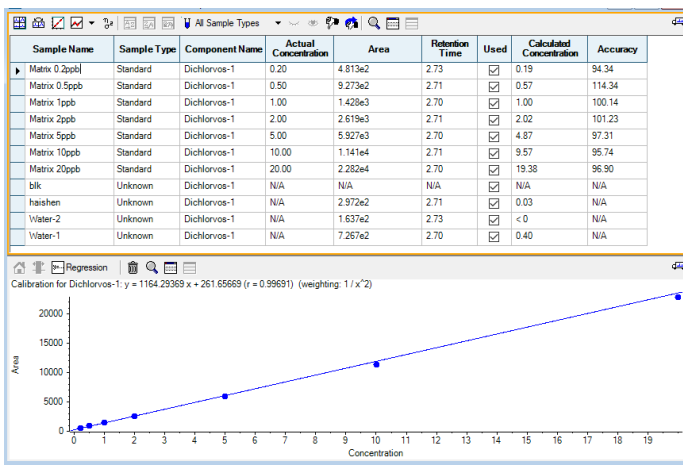 All Sample Types
Sample Name Sample Type Component Name Actual Concentration Area Retention Time Used Calculated Concentration Accuracy
Matrix 0.2ppb Standard Dichlorvos-1 0.20 4.813e2 2.73 0.19 94.34
Matrix 0.5ppb Standard Dichlorvos-1 0.50 9.273e2 2.71 0.57 114.34
Matrix 1ppb Standard Dichlorvos-1 1.00 1.428e3 2.70 1.00 100.14
Matrix 2ppb Standard Dichlorvos-1 2.00 2.619e3 2.71 2.02 101.23
Matrix 5ppb Standard Dichlorvos-1 5.00 5.927e3 2.70 4.87 97.31
Matrix 10ppb Standard Dichlorvos-1 10.00 1.141e4 2.71 9.57 95.74
Matrix 20ppb Standard Dichlorvos-1 20.00 2.282e4 2.70 19.38 96.90
blk Unknown Dichlorvos-1 N/A N/A N/A N/A N/A
haishen Unknown Dichlorvos-1 N/A 2.972e2 2.71 0.03 N/A
Water-2 Unknown Dichlorvos-1 N/A 1.637e2 2.73 < 0 N/A
Water-1 Unknown Dichlorvos-1 N/A 7.267e2 2.70 0.40 N/A
Regression
Calibration for Dichlorvos-1: y = 1164.29369 x + 261.65669 (r = 0.99691) (weighting: 1 / x^2)
20000
15000
Area
10000
5000
0
0 1 2 3 4 5 6 7 8 9 10 11 12 13 14 15 16 17 18 19
Concentration